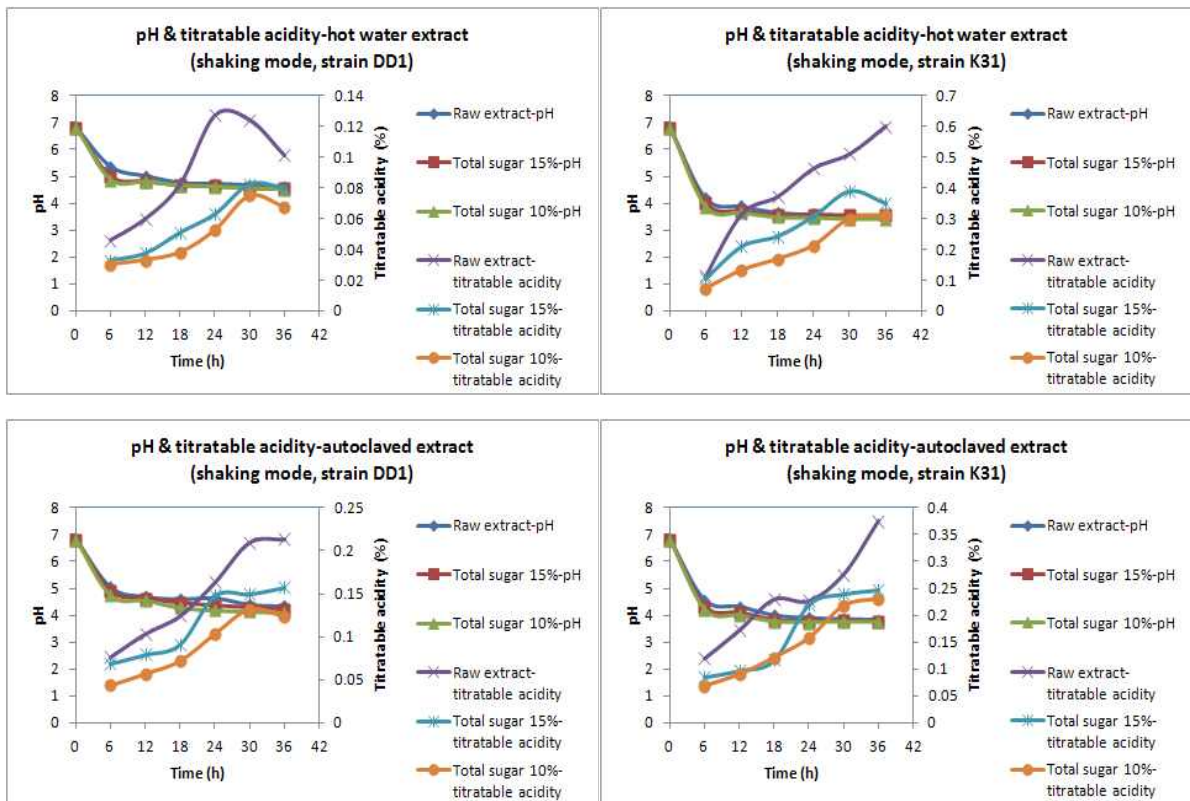 pH & titratable acidity-hot water extract
(shaking mode, strain DD1)
8
7
6
5
4
3
2
1
0
pH
0.14
0.12
0.1
0.08
0.06
0.04
0.02
0
Titratable acidity (%)
0 6 12 18 24 30 36 42
Time (h)
Raw extract-pH
Total sugar 15%-pH
Total sugar 10%-pH
Raw extract-
titratable acidity
Total sugar 15%-
titratable acidity
Total sugar 10%-
titratable acidity
pH & titaratable acidity-hot water extract
(shaking mode, strain K31)
8
7
6
5
4
3
2
1
0
pH
0.7
0.6
0.5
0.4
0.3
0.2
0.1
0
Titratable acidity (%)
0 6 12 18 24 30 36 42
Time (h)
Raw extract-pH
Total sugar 15%-pH
Total sugar 10%-pH
Raw extract-
titratable acidity
Total sugar 15%-
titratable acidity
Total sugar 10%-
titratable acidity
pH & titratable acidity-autoclaved extract
(shaking mode, strain DD1)
8
7
6
5
4
3
2
1
0
pH
0.25
0.2
0.15
0.1
0.05
0
Titratable acidity (%)
0 6 12 18 24 30 36 42
Time (h)
Raw extract-pH
Total sugar 15%-pH
Total sugar 10%-pH
Raw extract-
titratable acidity
Total sugar 15%-
titratable acidity
Total sugar 10%-
titratable acidity
pH & titratable acidity-autoclaved extract
(shaking mode, strain K31)
8
7
6
5
4
3
2
1
0
pH
0.4
0.35
0.3
0.25
0.2
0.15
0.1
0.05
0
Titratable acidity (%)
0 6 12 18 24 30 36 42
Time (h)
Raw extract-pH
Total sugar 15%-pH
Total sugar 10%-pH
Raw extract-
titratable acidity
Total sugar 15%-
titratable acidity
Total sugar 10%-
titratable acidity